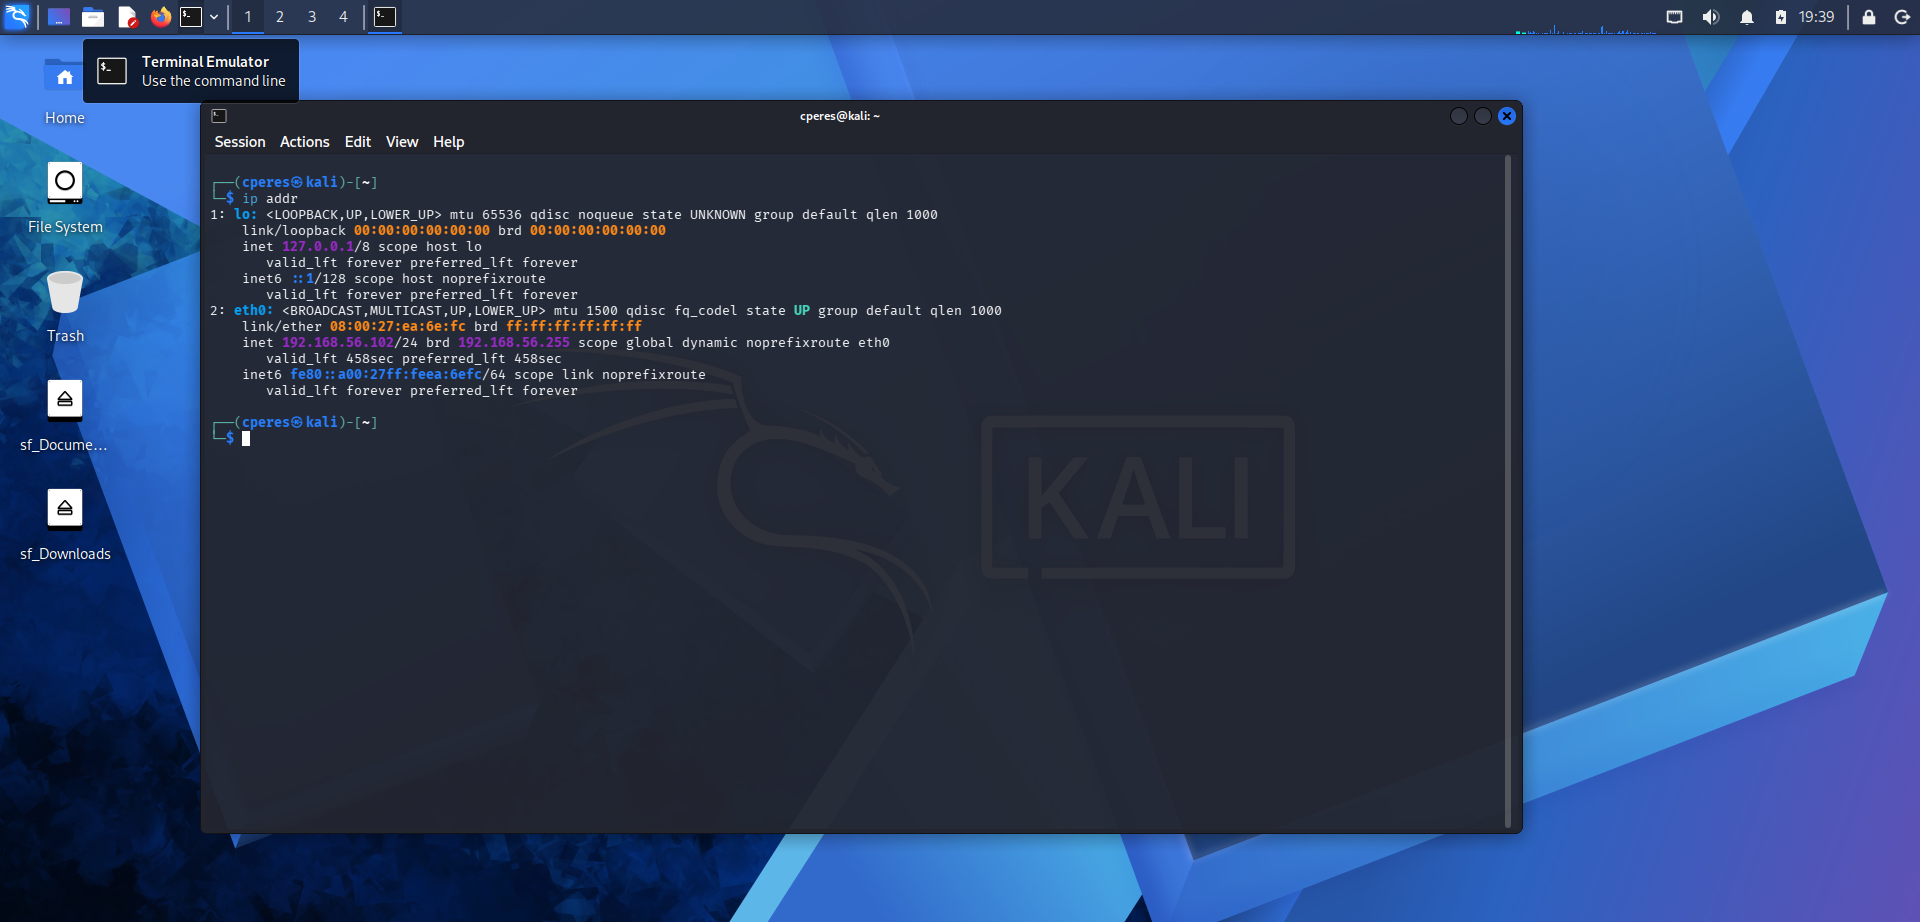 1 2 3 4
19:39
Terminal Emulator
Use the command line
Home
File System
Trash
sf_Docume...
sf_Downloads
cperes@kali: ~
Session Actions Edit View Help
┌──(cperes㉿kali)-[~]
└─$ ip addr
1: lo: <LOOPBACK,UP,LOWER_UP> mtu 65536 qdisc noqueue state UNKNOWN group default qlen 1000
link/loopback 00:00:00:00:00:00 brd 00:00:00:00:00:00
inet 127.0.0.1/8 scope host lo
valid_lft forever preferred_lft forever
inet6 ::1/128 scope host noprefixroute
valid_lft forever preferred_lft forever
2: eth0: <BROADCAST,MULTICAST,UP,LOWER_UP> mtu 1500 qdisc fq_codel state UP group default qlen 1000
link/ether 08:00:27:ea:6e:fc brd ff:ff:ff:ff:ff:ff
inet 192.168.56.102/24 brd 192.168.56.255 scope global dynamic noprefixroute eth0
valid_lft 458sec preferred_lft 458sec
inet6 fe80::a00:27ff:feea:6efc/64 scope link noprefixroute
valid_lft forever preferred_lft forever
┌──(cperes㉿kali)-[~]
└─$
KALI